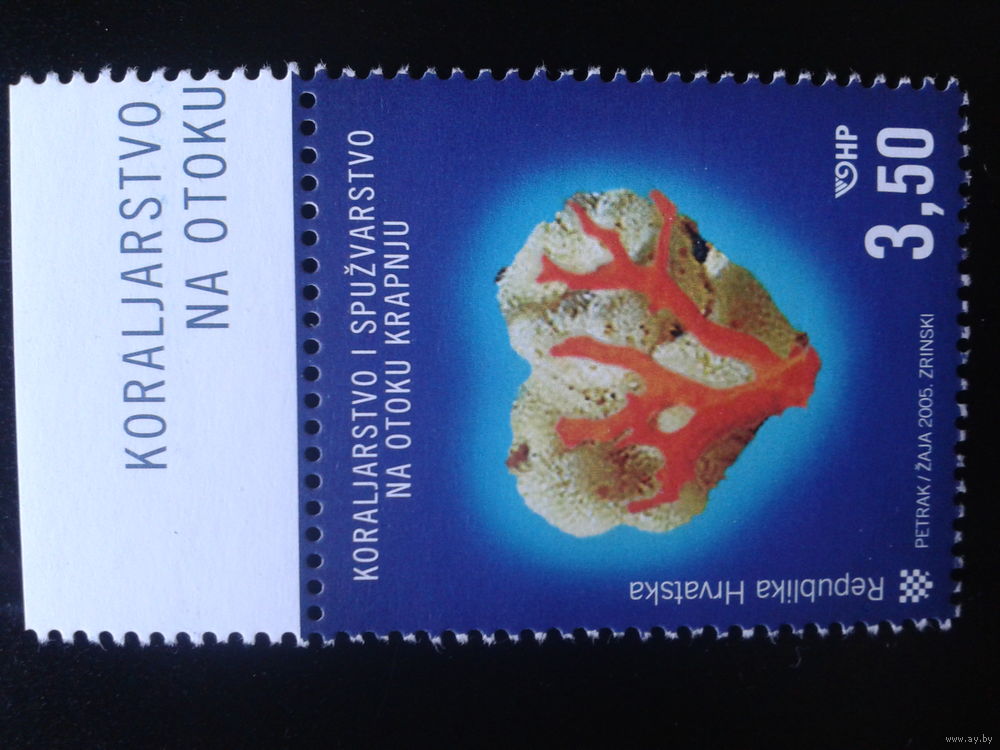 KORALJARSTVO
NA OTOKU
KORALJARSTVO I SPUŽVARSTVO
NA OTOKU KRAPNJU
HP
3,50
PETRAK / ŽAJA 2005. ZRINSKI
Republika Hrvatska
www.ay.by